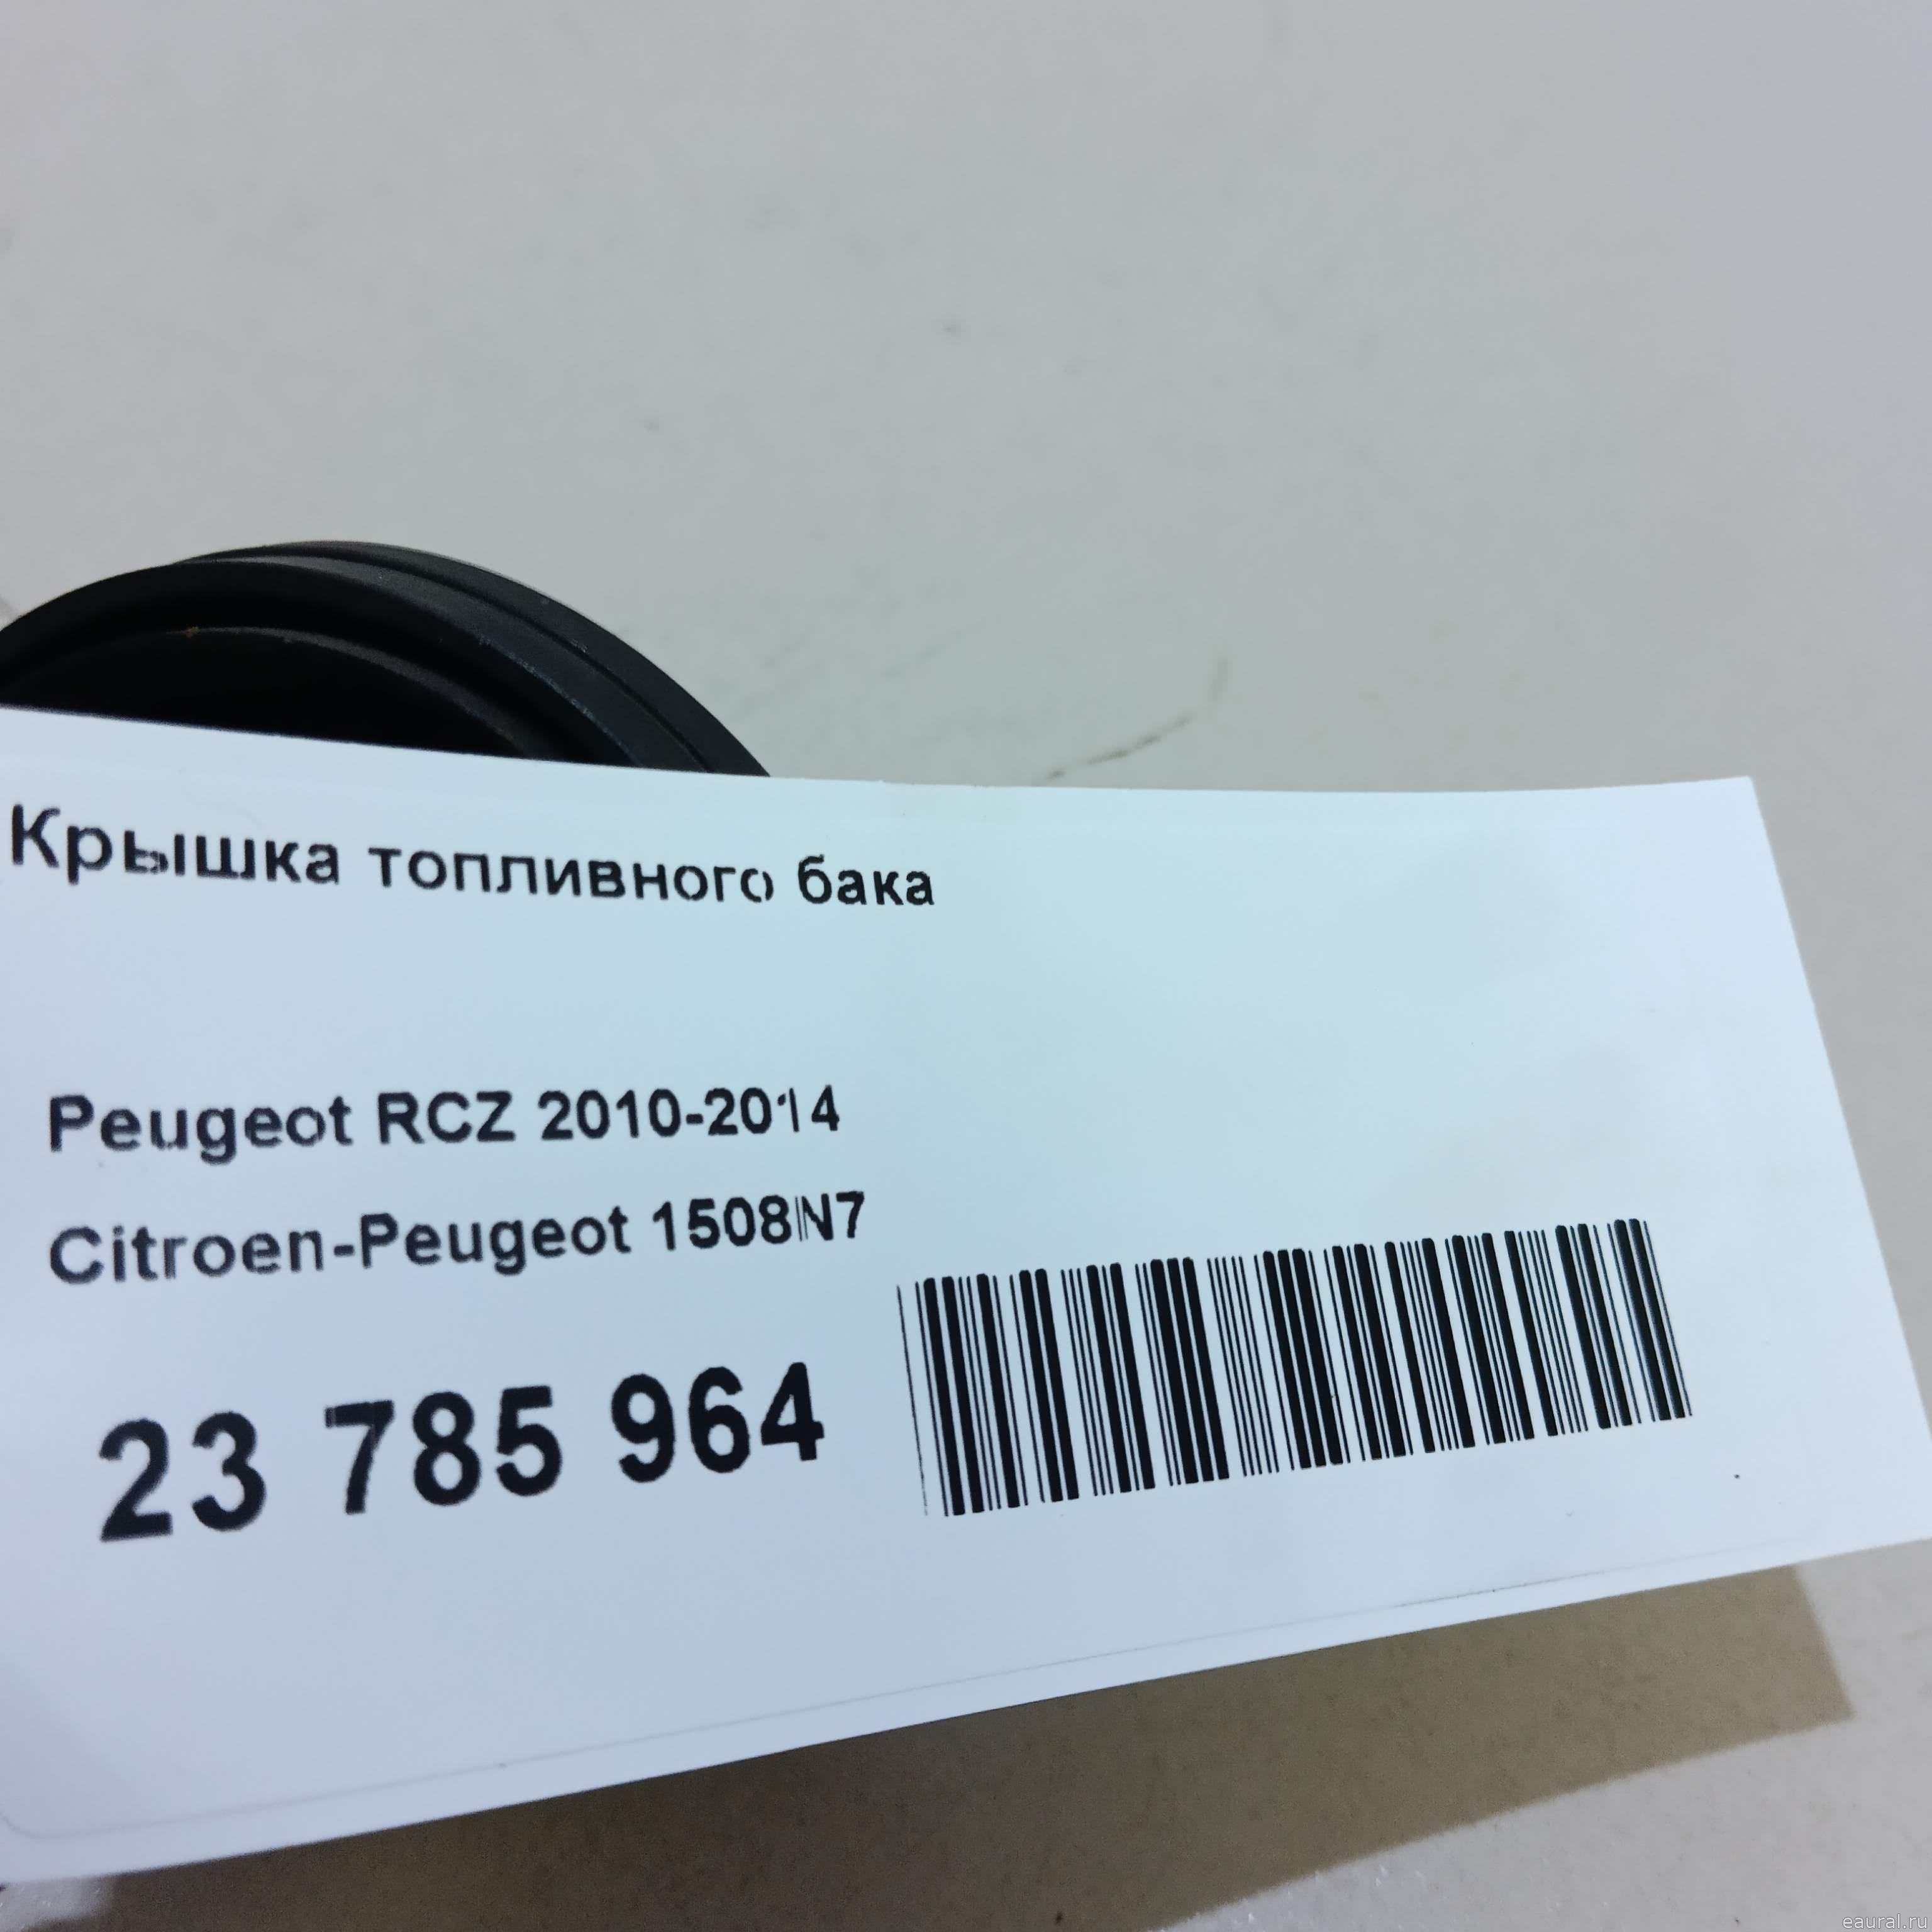 Крышка топливного бака
Peugeot RCZ 2010-2014
Citroen-Peugeot 1508N7
23 785 964
eaural.ru